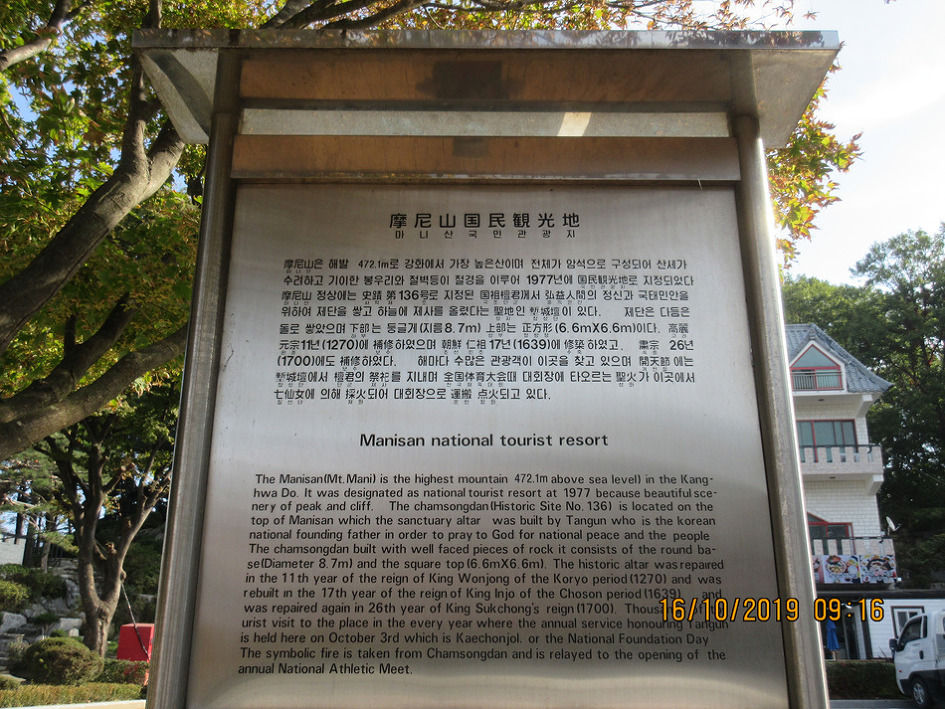 摩尼山国民観光地
마니산국민관광지
摩尼山은 해발 472.1m로 강화에서 가장 높은산이며 전체가 암석으로 구성되어 산세가
수려하고 기이한 봉우리와 절벽등이 절경을 이루어 1977년에 国民観光地로 지정되었다
摩尼山 정상에는 史蹟 第136号로 지정된 国祖檀君께서 弘益人間의 정신과 국태민안을
위하여 제단을 쌓고 하늘에 제사를 올렸다는 聖地인 塹城壇이 있다. 제단은 다듬은
돌로 쌓았으며 下部는 둥글게 (지름8.7m) 上部는 正方形 (6.6mX6.6m)이다. 高麗
元宗11년(1270)에 補修하였으며 朝鮮 仁祖17년(1639)에 修築하였고. 肅宗 26년
(1700)에도 補修하였다. 해마다 수많은 관광객이 이곳을 찾고 있으며 開天節에는
塹城壇에서 檀君의 祭祀를 지내며 全国体育大会때 대회장에 타오르는 聖火가 이곳에서
七仙女에 의해 採火되어 대회장으로 運搬 点火되고 있다.
Manisan national tourist resort
The Manisan(Mt. Mani) is the highest mountain 472.1m above sea level) in the Kang-
hwa Do. It was designated as national tourist resort at 1977 because beautiful sce-
nery of peak and cliff. The chamsongdan(Historic Site No. 136) is located on the
top of Manisan which the sanctuary altar was built by Tangun who is the korean
national founding father in order to pray to God for national peace and the people
The chamsongdan built with well faced pieces of rock it consists of the round ba-
se(Diameter 8.7m) and the square top (6.6mX6.6m). The historic altar was repaired
in the 11th year of the reign of King Wonjong of the Koryo period (1270) and was
rebuilt in the 17th year of the reign of King Injo of the Choson period (1639) and
was repaired again in 26th year of King Sukchong's reign (1700). Thous
urist visit to the place in the every year where the annual service honouring Tangun
is held here on October 3rd which is Kaechonjol. or the National Foundation Day
The symbolic fire is taken from Chamsongdan and is relayed to the opening of the
annual National Athletic Meet.
16/10/2019 09:16